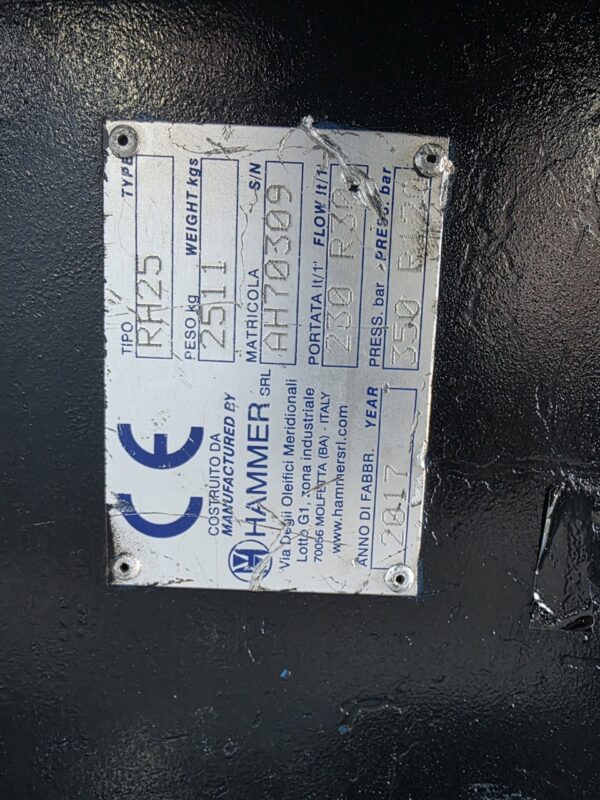 CE
COSTRUITO DA
MANUFACTURED BY
HAMMER SRL
Via Degli Oleifici Meridionali
Lotto G1, zona industriale
70056 MOLFETTA (BA) - ITALY
www.hammersrl.com
ANNO DI FABBR. YEAR
2017
TIPO TYPE
RH25
PESO kg WEIGHT kgs
2511
MATRICOLA S/N
AH70309
PORTATA lt/1' FLOW lt/1'
230
PRESS. bar PRESS. bar
350